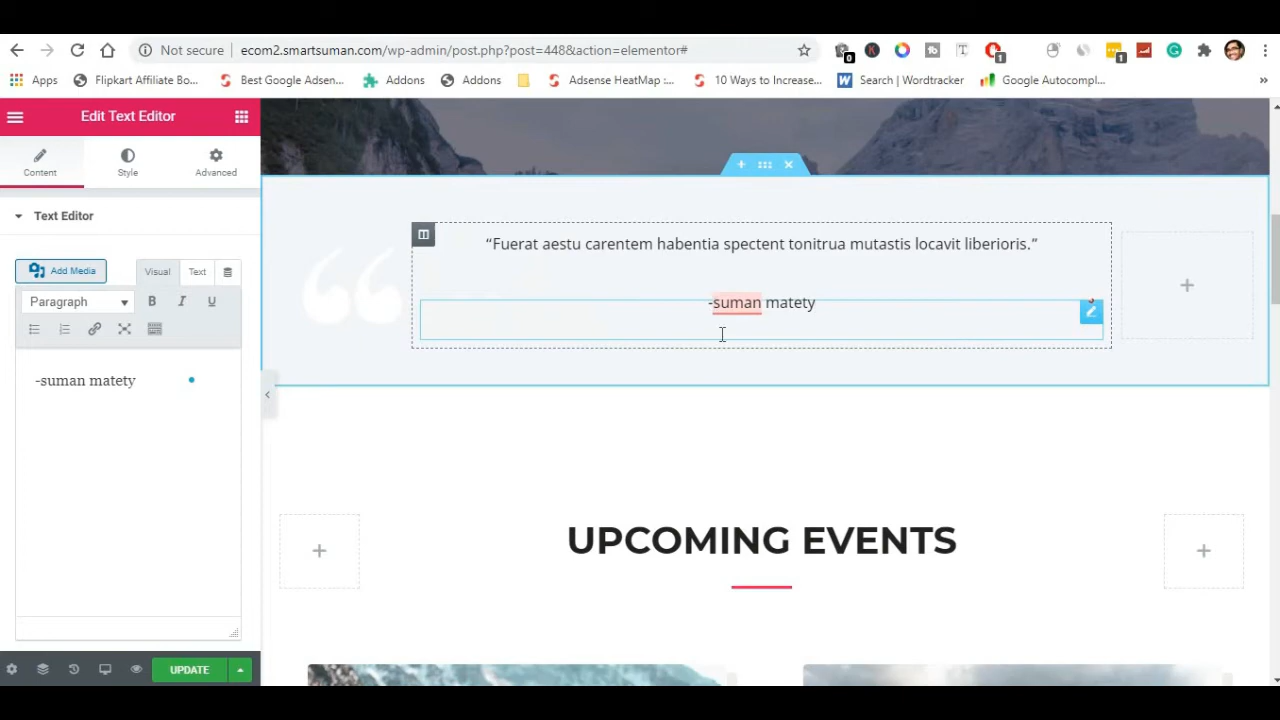 Not secure ecom2.smartsuman.com/wp-admin/post.php?post=448&action=elementor#
Apps Flipkart Affiliate Bo... Best Google Adsen... Addons Addons Adsense HeatMap :... 10 Ways to Increase... Search | Wordtracker Google Autocompl...
Edit Text Editor
Content Style Advanced
Text Editor
Add Media Visual Text
Paragraph B I U
-suman matety
UPDATE
“Fuerat aestu carentem habentia spectent tonitrua mutastis locavit liberioris.”
-suman matety
UPCOMING EVENTS